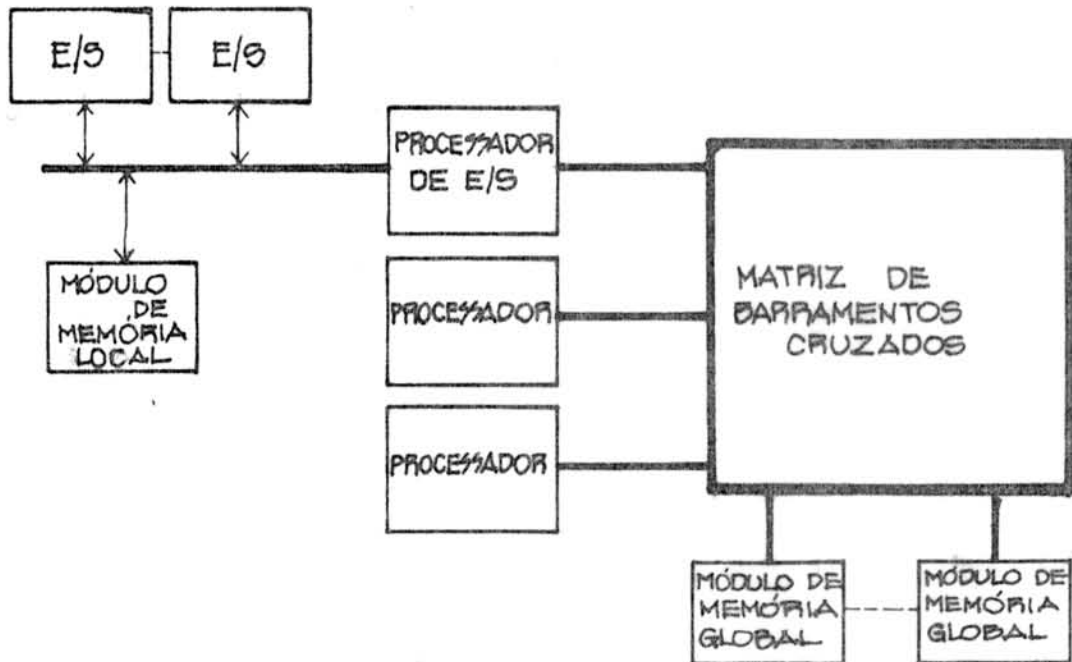 E/S
E/S
PROCESSADOR
DE E/S
MATRIZ DE
BARRAMENTOS
CRUZADOS
MÓDULO
DE
MEMÓRIA
LOCAL
PROCESSADOR
PROCESSADOR
MÓDULO DE
MEMÓRIA
GLOBAL
MÓDULO DE
MEMÓRIA
GLOBAL